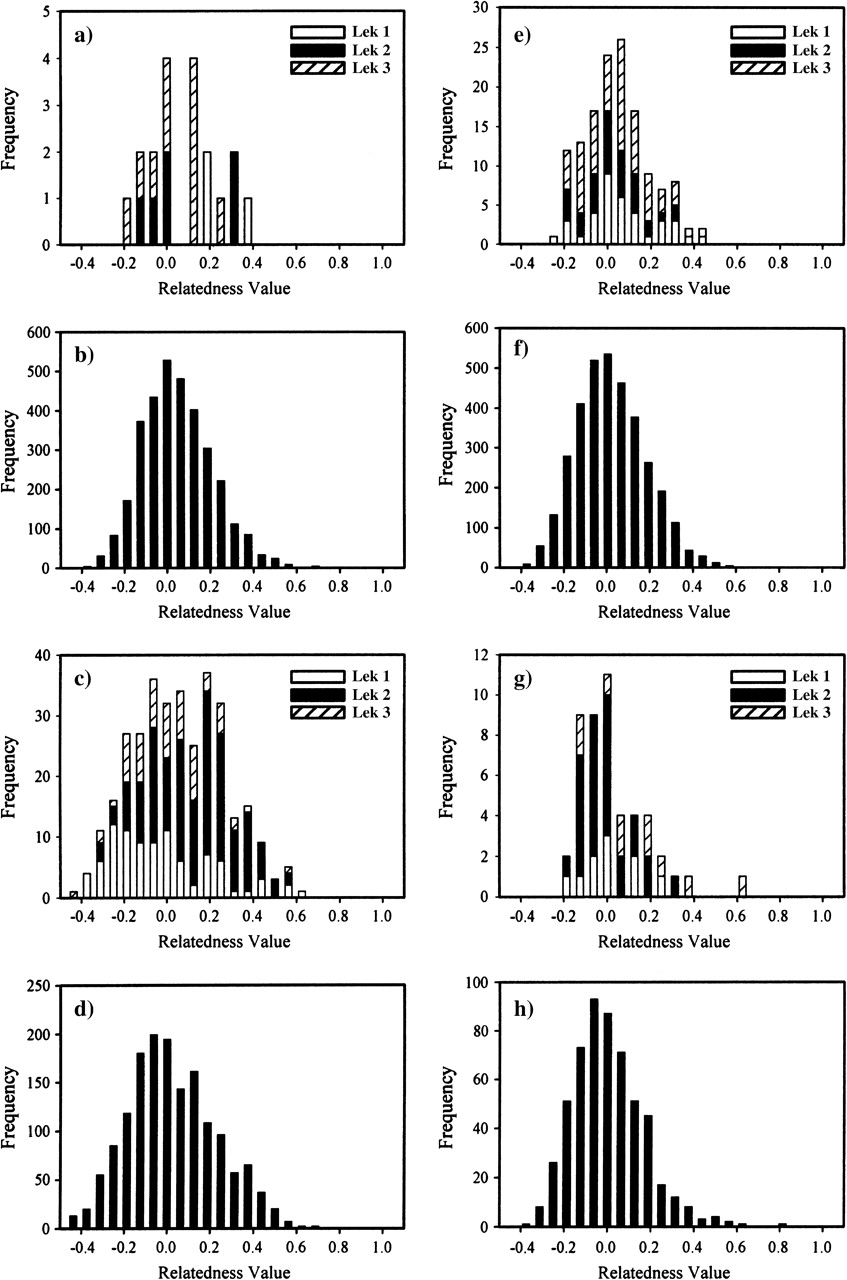 a)
Lek 1
Lek 2
Lek 3
5
4
3
2
1
0
Frequency
-0.4 -0.2 0.0 0.2 0.4 0.6 0.8 1.0
Relatedness Value
e)
Lek 1
Lek 2
Lek 3
30
25
20
15
10
5
0
Frequency
-0.4 -0.2 0.0 0.2 0.4 0.6 0.8 1.0
Relatedness Value
b)
600
500
400
300
200
100
0
Frequency
-0.4 -0.2 0.0 0.2 0.4 0.6 0.8 1.0
Relatedness Value
f)
600
500
400
300
200
100
0
Frequency
-0.4 -0.2 0.0 0.2 0.4 0.6 0.8 1.0
Relatedness Value
c)
Lek 1
Lek 2
Lek 3
40
30
20
10
0
Frequency
-0.4 -0.2 0.0 0.2 0.4 0.6 0.8 1.0
Relatedness Value
g)
Lek 1
Lek 2
Lek 3
12
10
8
6
4
2
0
Frequency
-0.4 -0.2 0.0 0.2 0.4 0.6 0.8 1.0
Relatedness Value
d)
250
200
150
100
50
0
Frequency
-0.4 -0.2 0.0 0.2 0.4 0.6 0.8 1.0
Relatedness Value
h)
100
80
60
40
20
0
Frequency
-0.4 -0.2 0.0 0.2 0.4 0.6 0.8 1.0
Relatedness Value